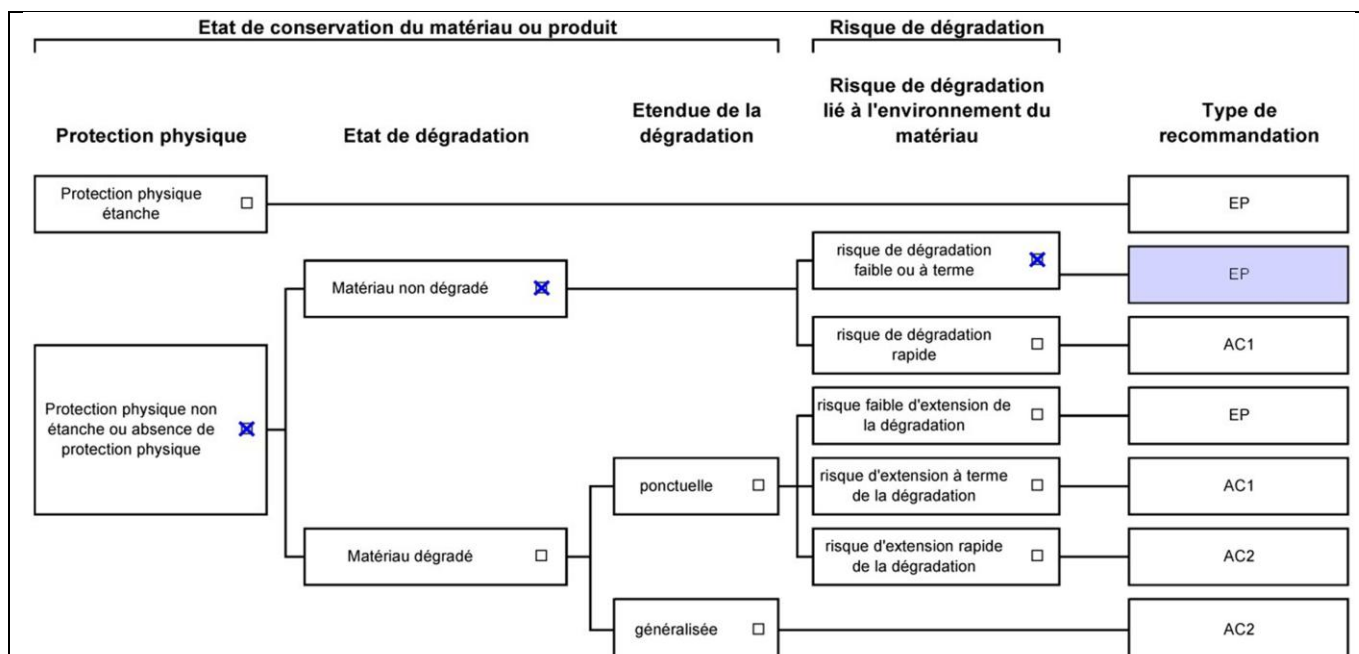 Etat de conservation du matériau ou produit
Risque de dégradation
Protection physique
Etat de dégradation
Etendue de la
dégradation
Risque de dégradation
lié à l'environnement du
matériau
Type de
recommandation
Protection physique
étanche
EP
risque de dégradation
faible ou à terme
Matériau non dégradé
EP
risque de dégradation
rapide
AC1
Protection physique non
étanche ou absence de
protection physique
risque faible d'extension de
la dégradation
EP
ponctuelle
risque d'extension à terme
de la dégradation
AC1
Matériau dégradé
risque d'extension rapide
de la dégradation
AC2
généralisée
AC2